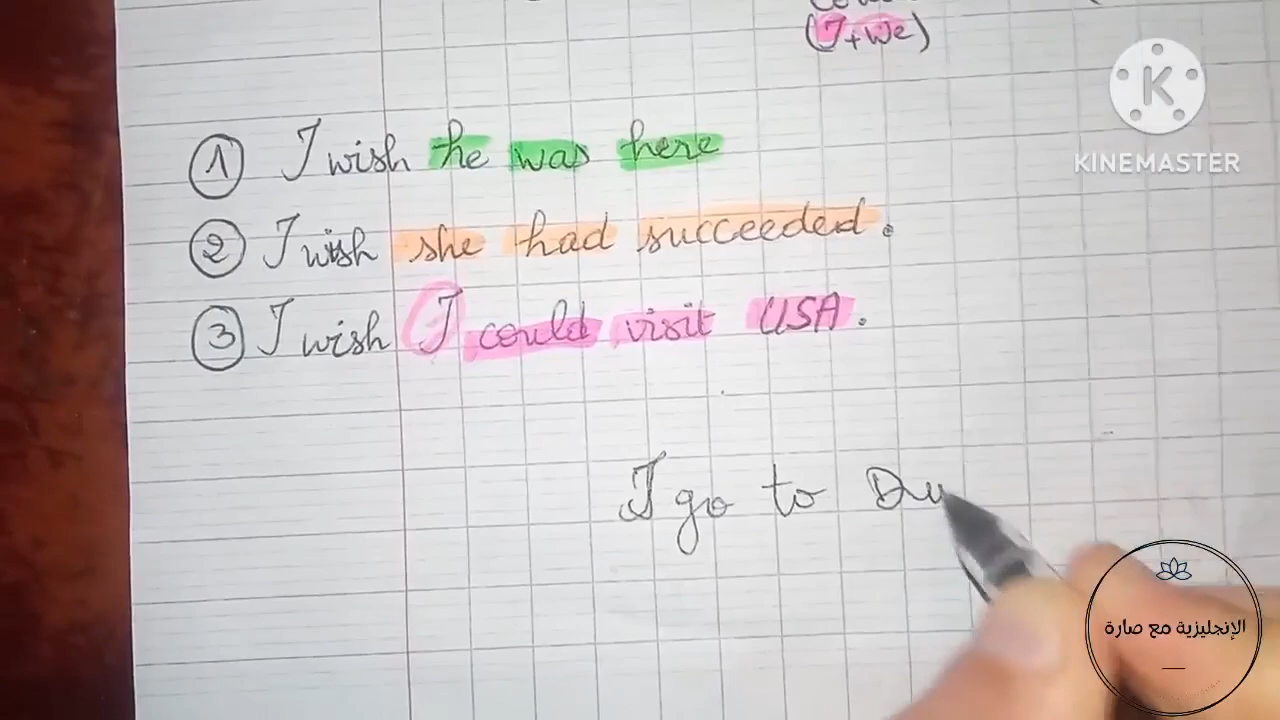 (I+We)
KINEMASTER
① I wish he was here
② I wish she had succeeded.
③ I wish I could visit USA.
I go to Du
الإنجليزية مع صارة